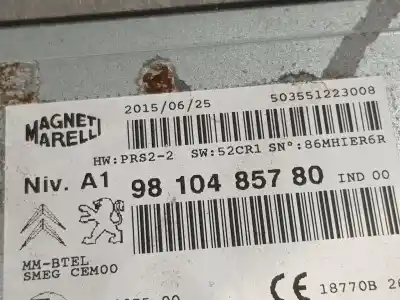 2015/06/25 503551223008
MAGNETI
MARELLI
HW:PRS2-2 SW:52CR1 SN°:86MHIER6R
Niv. A1 98 104 857 80 IND 00
MM-BTEL
SMEG CEM00
CE 18770B